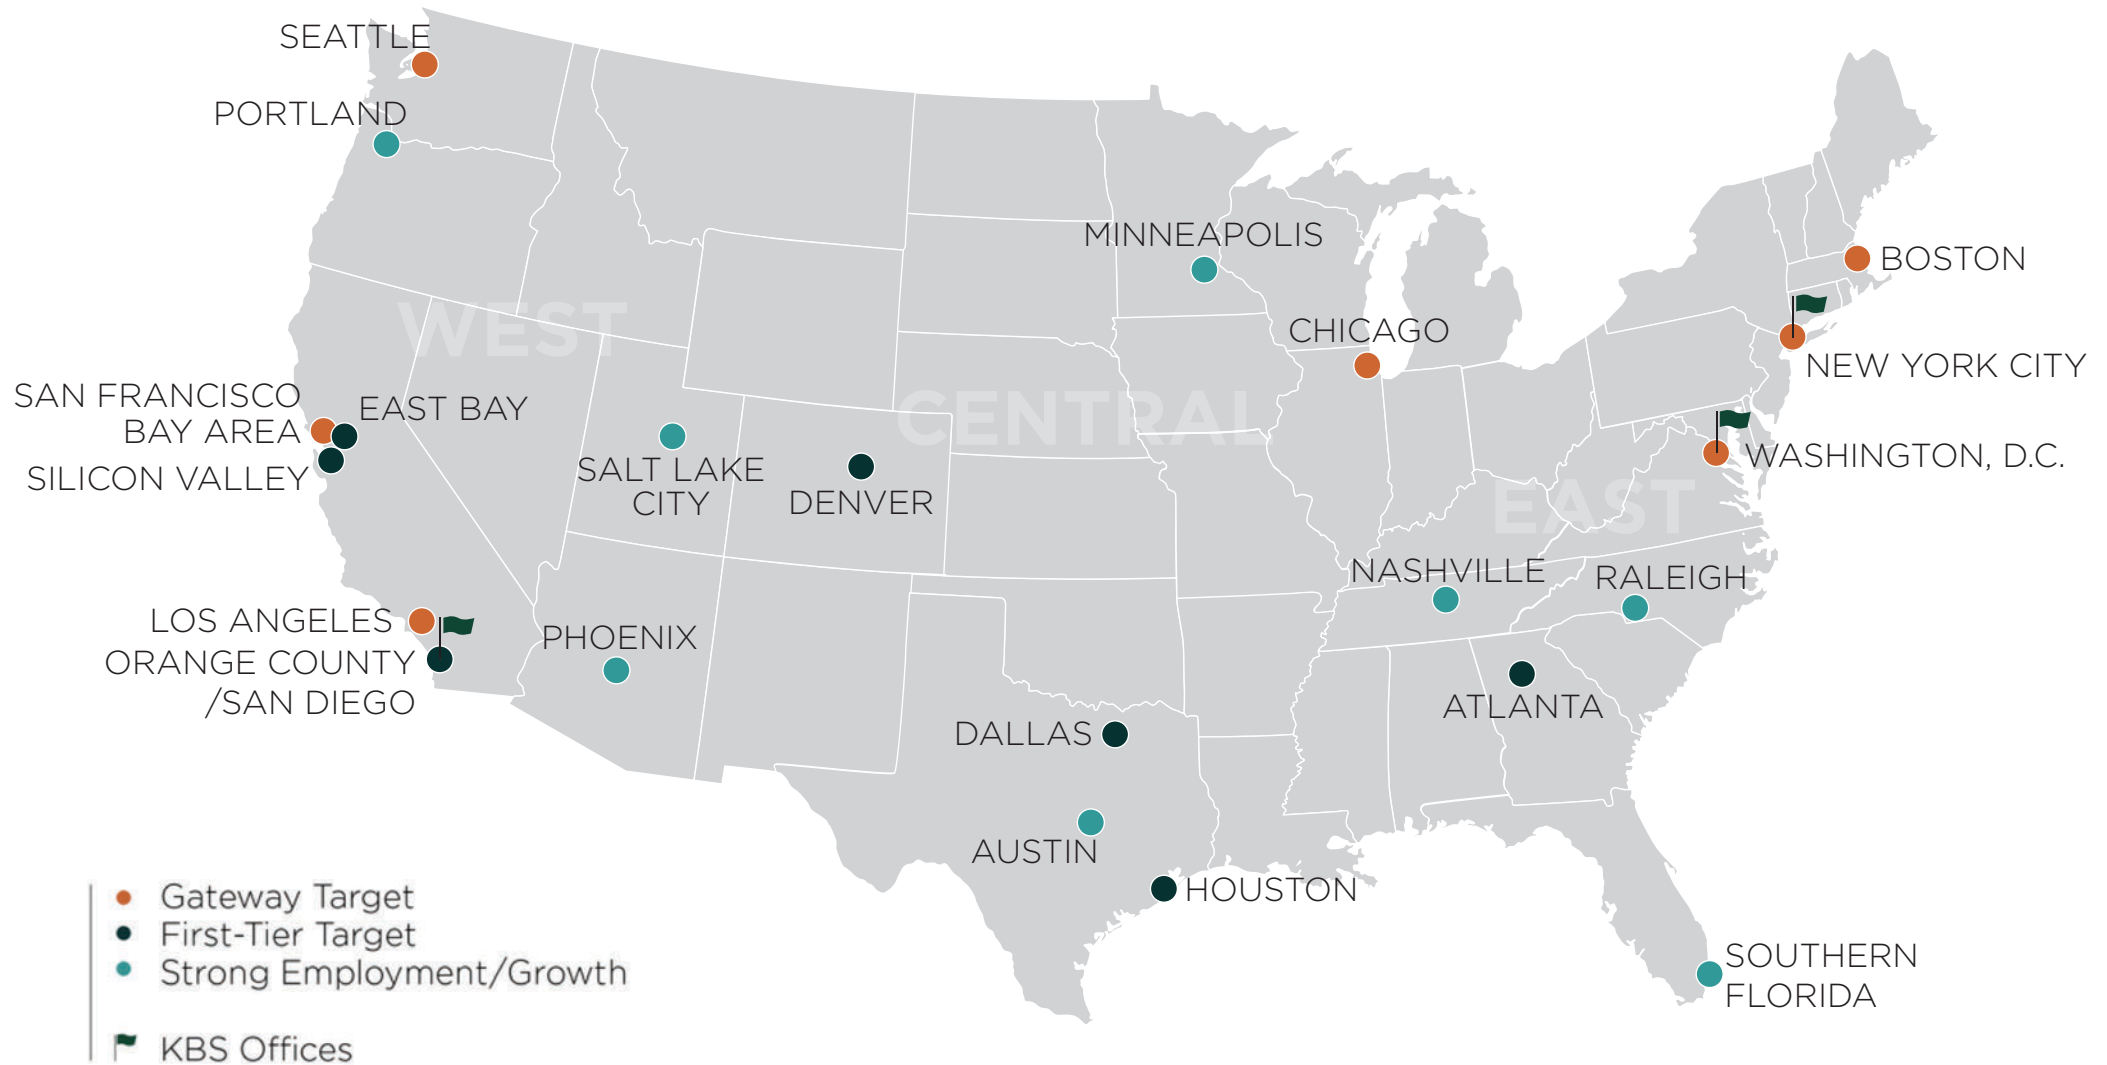 SEATTLE
PORTLAND
MINNEAPOLIS
BOSTON
WEST
CHICAGO
NEW YORK CITY
SAN FRANCISCO
BAY AREA
EAST BAY
CENTRAL
SILICON VALLEY
SALT LAKE
CITY
DENVER
WASHINGTON, D.C.
EAST
NASHVILLE
RALEIGH
LOS ANGELES
ORANGE COUNTY
/SAN DIEGO
PHOENIX
ATLANTA
DALLAS
AUSTIN
HOUSTON
SOUTHERN
FLORIDA
Gateway Target
First-Tier Target
Strong Employment/Growth
KBS Offices